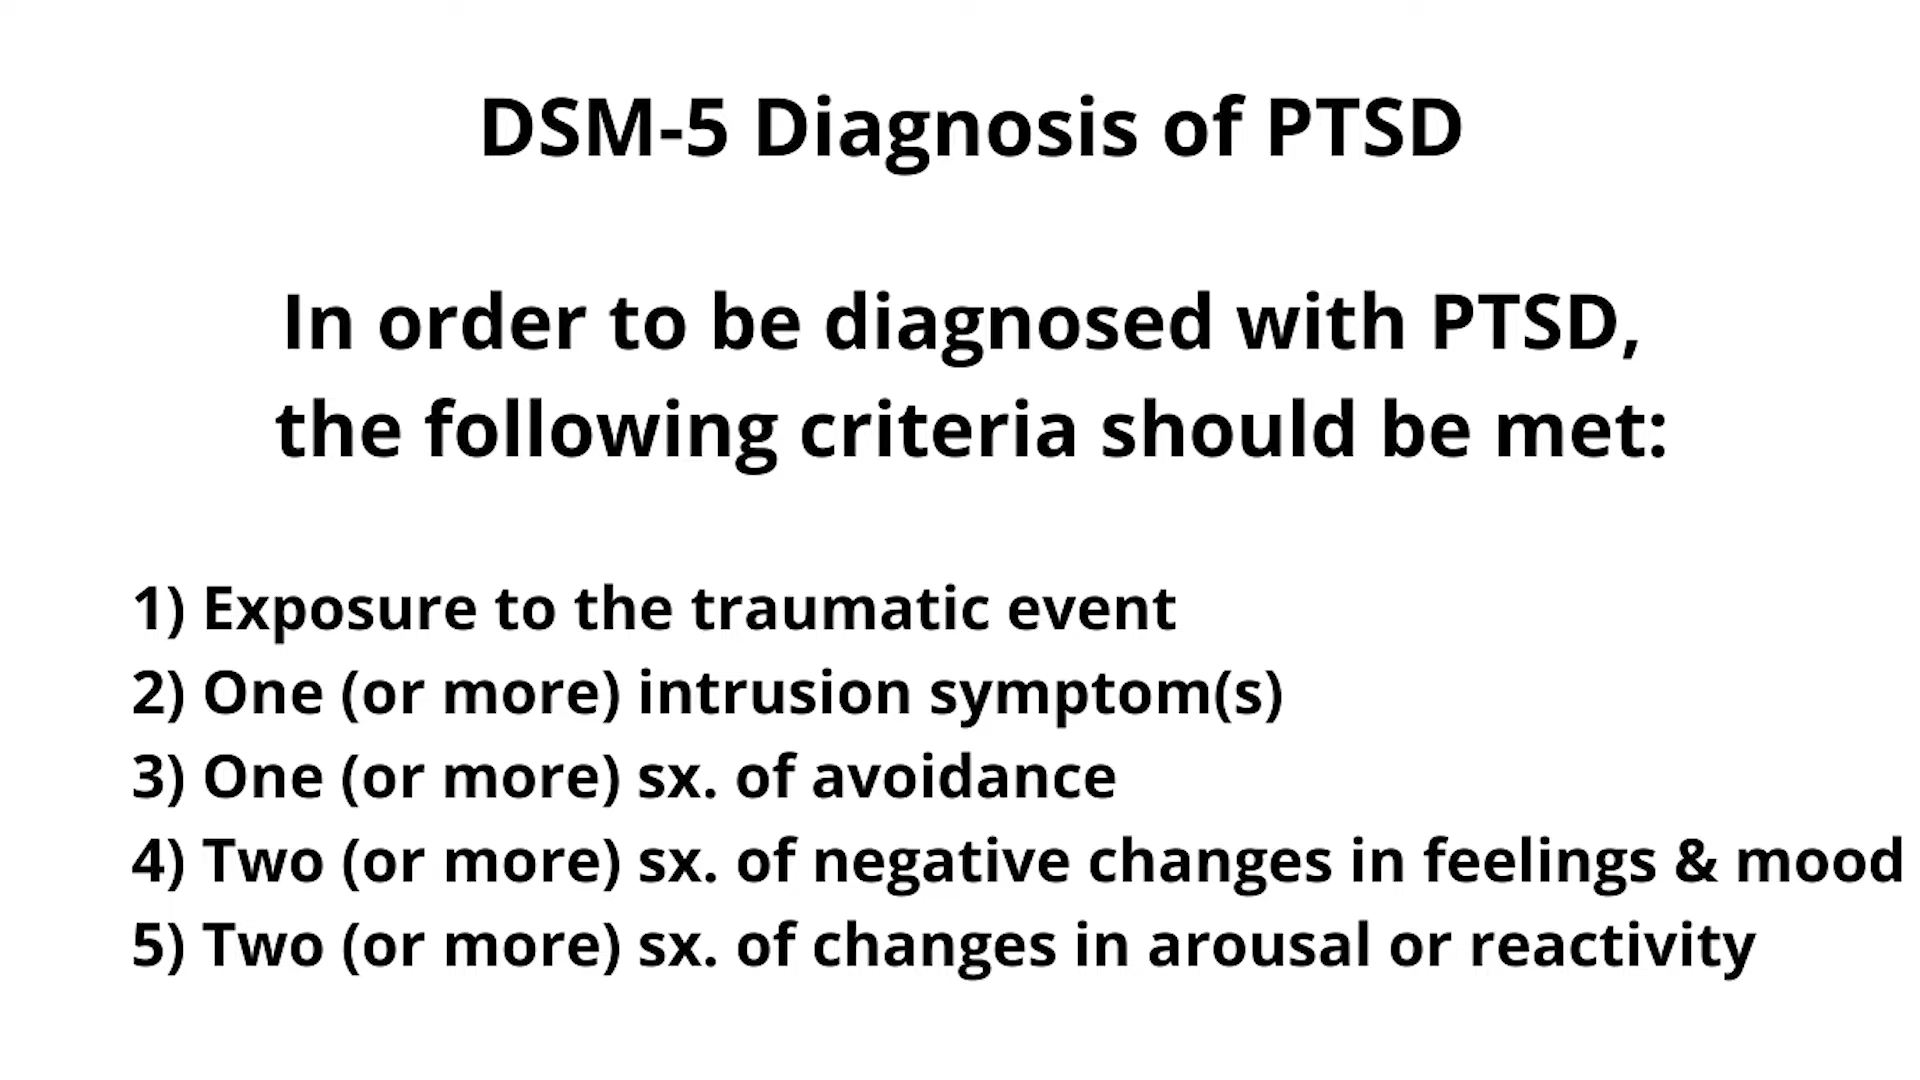 DSM-5 Diagnosis of PTSD
In order to be diagnosed with PTSD,
the following criteria should be met:
1) Exposure to the traumatic event
2) One (or more) intrusion symptom(s)
3) One (or more) sx. of avoidance
4) Two (or more) sx. of negative changes in feelings & mood
5) Two (or more) sx. of changes in arousal or reactivity